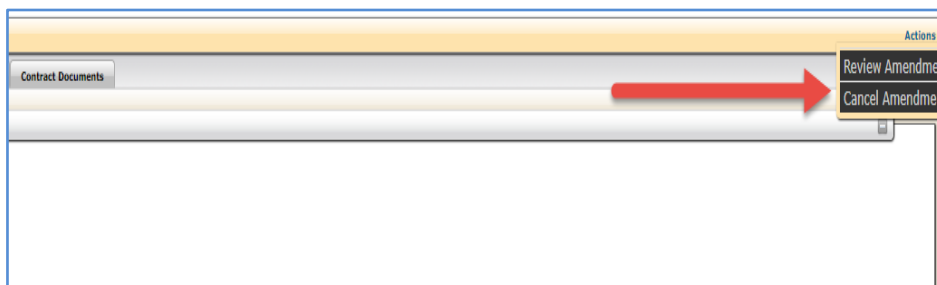 Actions
Review Amendme
Contract Documents
Cancel Amendme